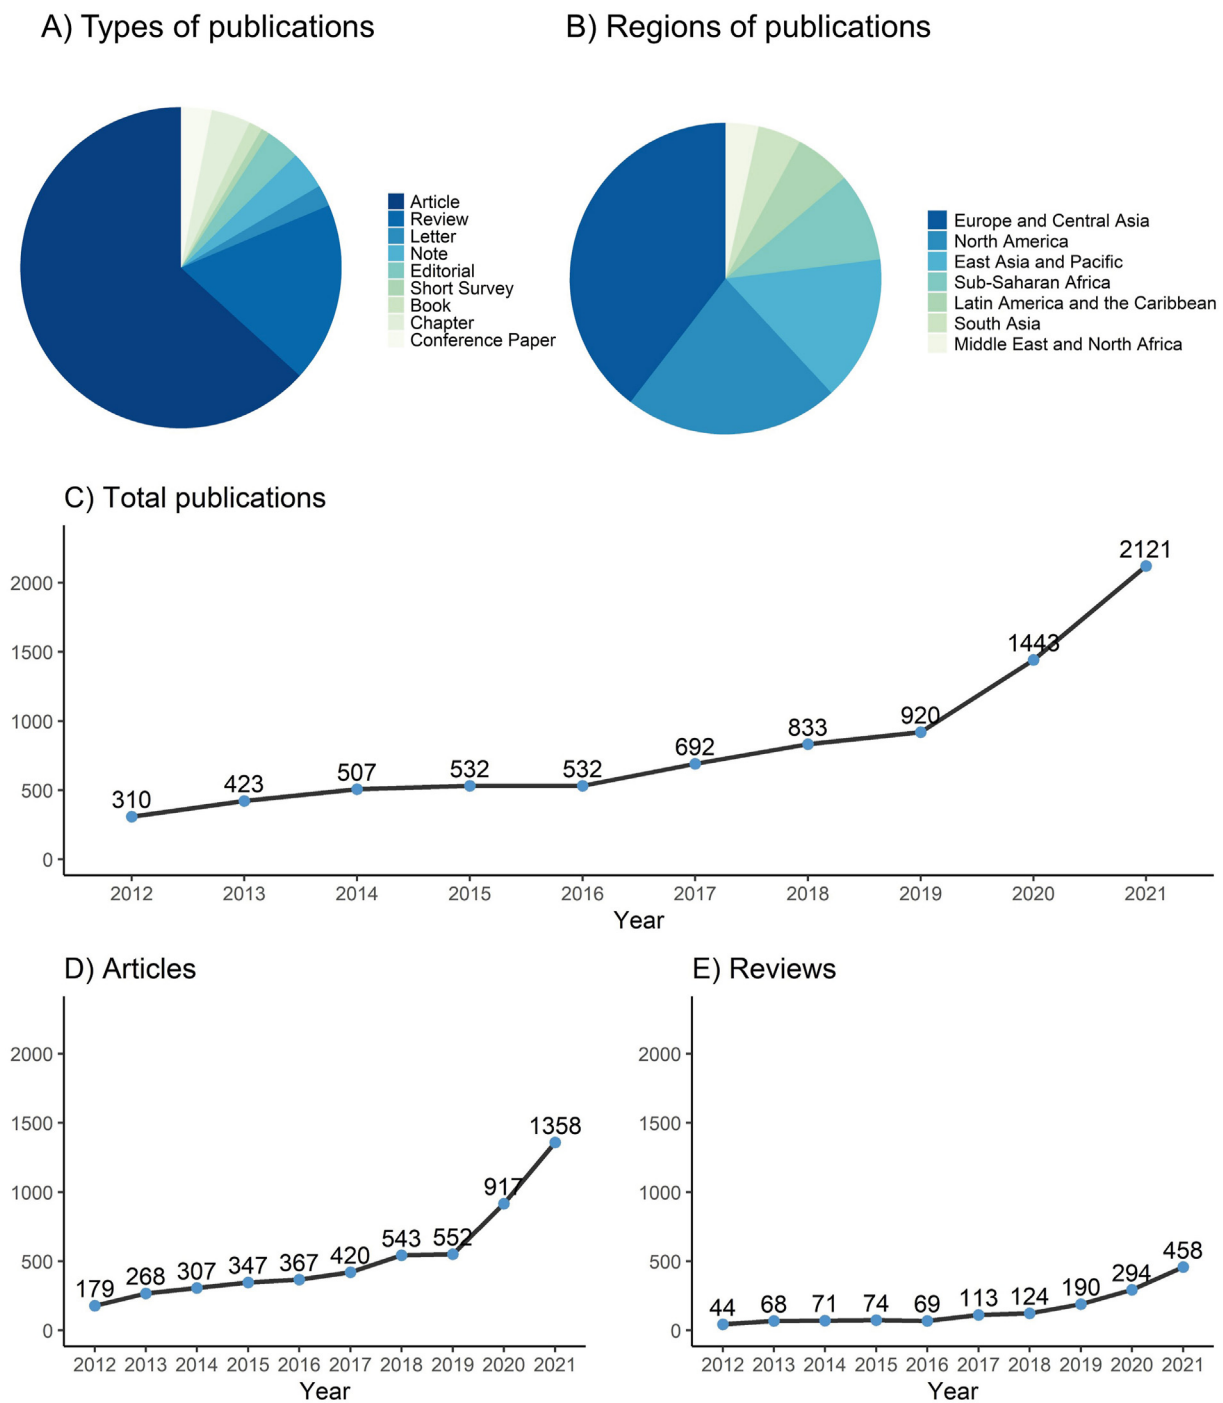 A) Types of publications
B) Regions of publications
Article
Review
Letter
Note
Editorial
Short Survey
Book
Chapter
Conference Paper
Europe and Central Asia
North America
East Asia and Pacific
Sub-Saharan Africa
Latin America and the Caribbean
South Asia
Middle East and North Africa
C) Total publications
2000
1500
1000
500
0
310
423
507
532
532
692
833
920
1443
2121
2012 2013 2014 2015 2016 2017 2018 2019 2020 2021
Year
D) Articles
2000
1500
1000
500
0
179
268
307
347
367
420
543
552
917
1358
2012 2013 2014 2015 2016 2017 2018 2019 2020 2021
Year
E) Reviews
2000
1500
1000
500
0
44
68
71
74
69
113
124
190
294
458
2012 2013 2014 2015 2016 2017 2018 2019 2020 2021
Year